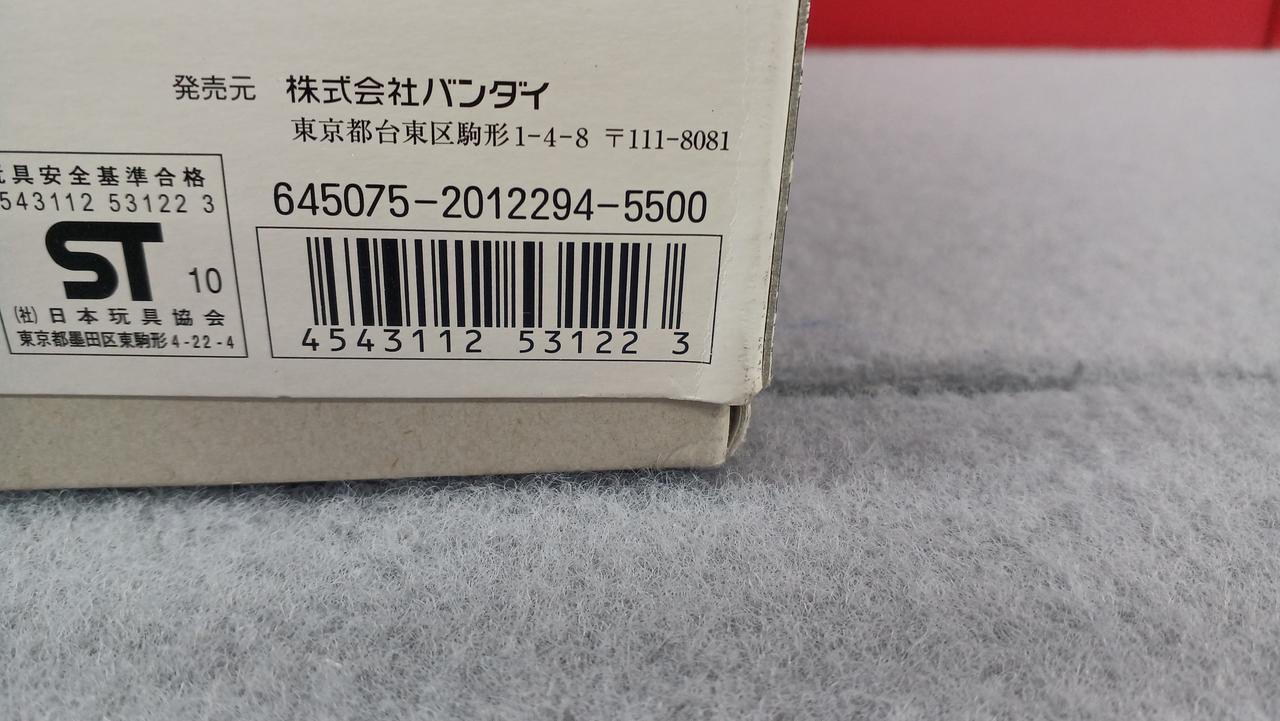 発売元 株式会社バンダイ
東京都台東区駒形1-4-8 〒111-8081
645075-2012294-5500
4543112 53122 3
玩具安全基準合格
543112 53122 3
ST 10
(社)日本玩具協会
東京都墨田区東駒形4-22-4